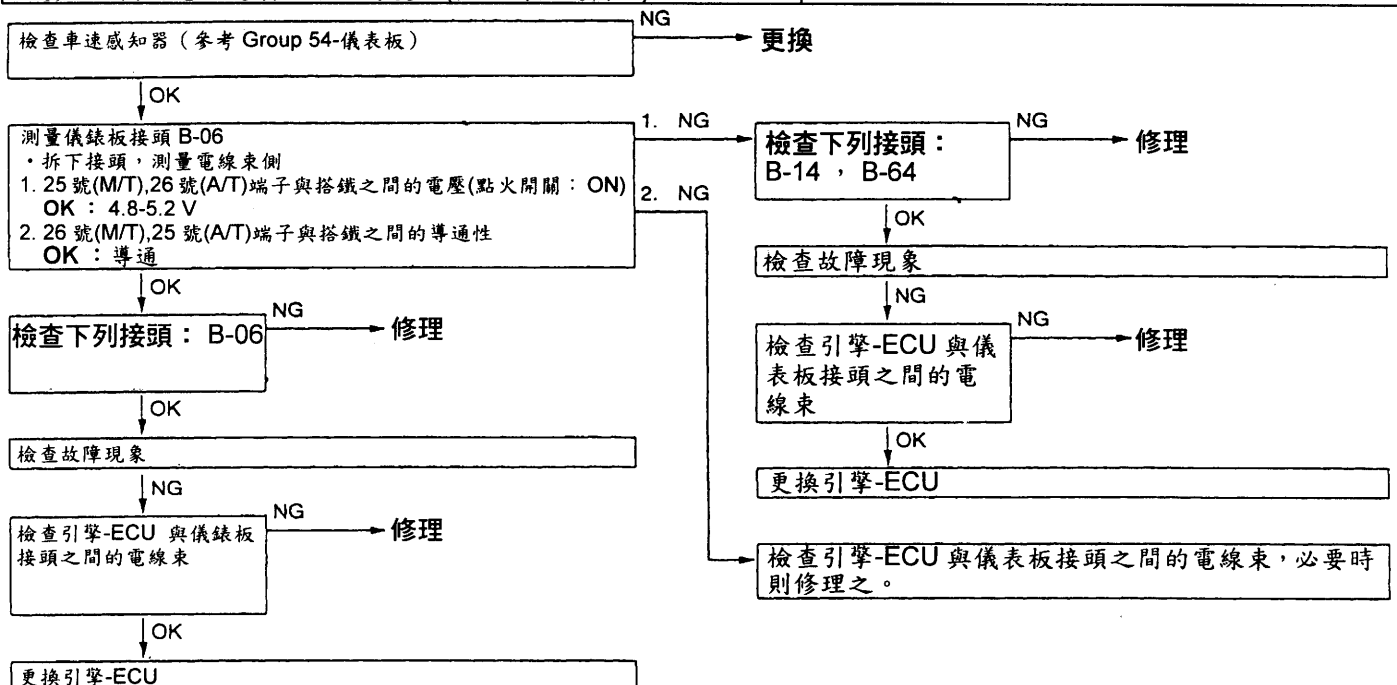 檢查車速感知器（參考 Group 54-儀表板）
NG
更換
OK
測量儀錶板接頭 B-06
・拆下接頭，測量電線束側
1. 25 號(M/T),26 號(A/T)端子與搭鐵之間的電壓(點火開關： ON)
OK ： 4.8-5.2 V
2. 26 號(M/T),25 號(A/T)端子與搭鐵之間的導通性
OK ：導通
1. NG
2. NG
檢查下列接頭：
B-14 ， B-64
NG
修理
OK
檢查故障現象
NG
檢查引擎-ECU 與儀
表板接頭之間的電
線束
NG
修理
OK
更換引擎-ECU
檢查引擎-ECU 與儀表板接頭之間的電線束，必要時
則修理之。
OK
檢查下列接頭： B-06
NG
修理
OK
檢查故障現象
NG
檢查引擎-ECU 與儀錶板
接頭之間的電線束
NG
修理
OK
更換引擎-ECU